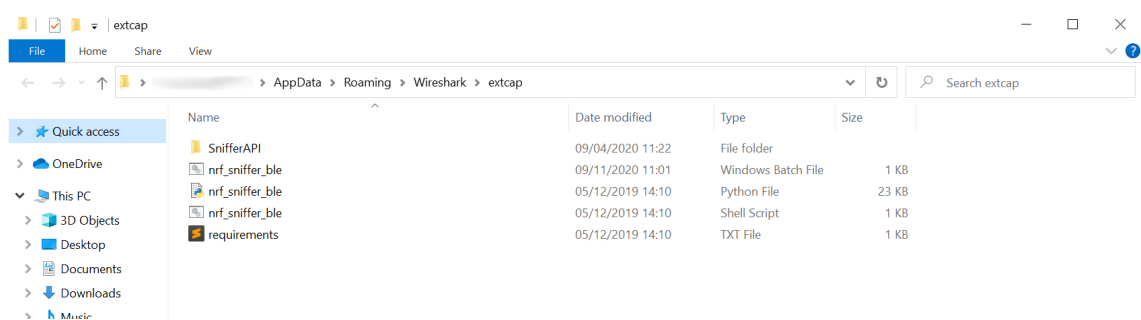 extcap
File Home Share View
AppData Roaming Wireshark extcap
Search extcap
Name Date modified Type Size
Quick access
OneDrive
This PC
3D Objects
Desktop
Documents
Downloads
Music
SnifferAPI 09/04/2020 11:22 File folder
nrf_sniffer_ble 09/11/2020 11:01 Windows Batch File 1 KB
nrf_sniffer_ble 05/12/2019 14:10 Python File 23 KB
nrf_sniffer_ble 05/12/2019 14:10 Shell Script 1 KB
requirements 05/12/2019 14:10 TXT File 1 KB